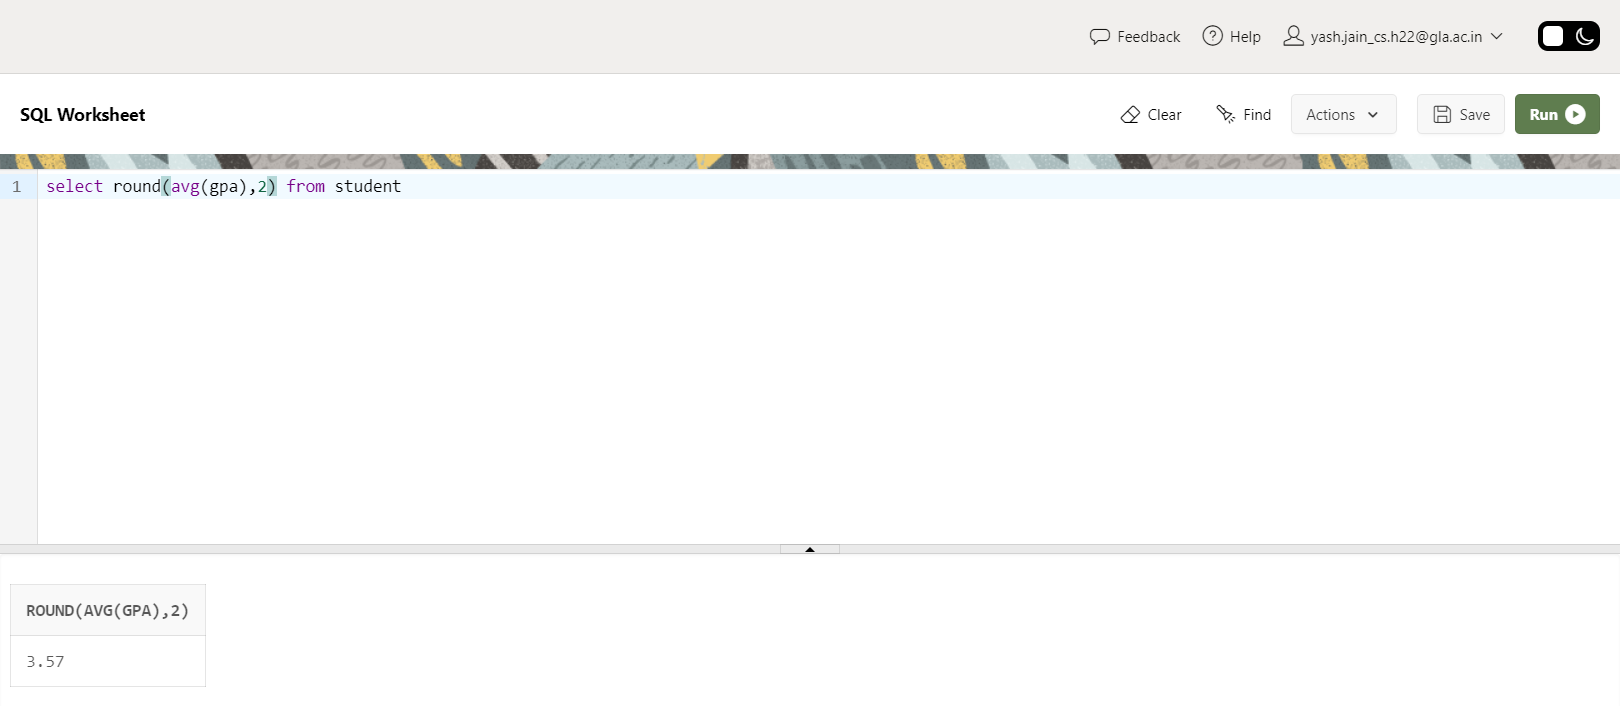 Feedback Help yash.jain_cs.h22@gla.ac.in
SQL Worksheet Clear Find Actions Save Run
1 select round(avg(gpa),2) from student
ROUND(AVG(GPA),2)
3.57